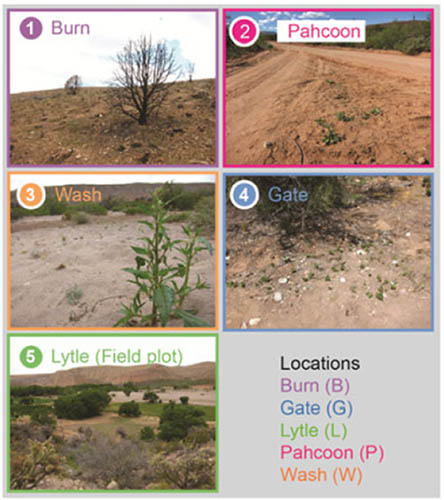 1 Burn
2 Pahcoon
3 Wash
4 Gate
5 Lytle (Field plot)
Locations
Burn (B)
Gate (G)
Lytle (L)
Pahcoon (P)
Wash (W)